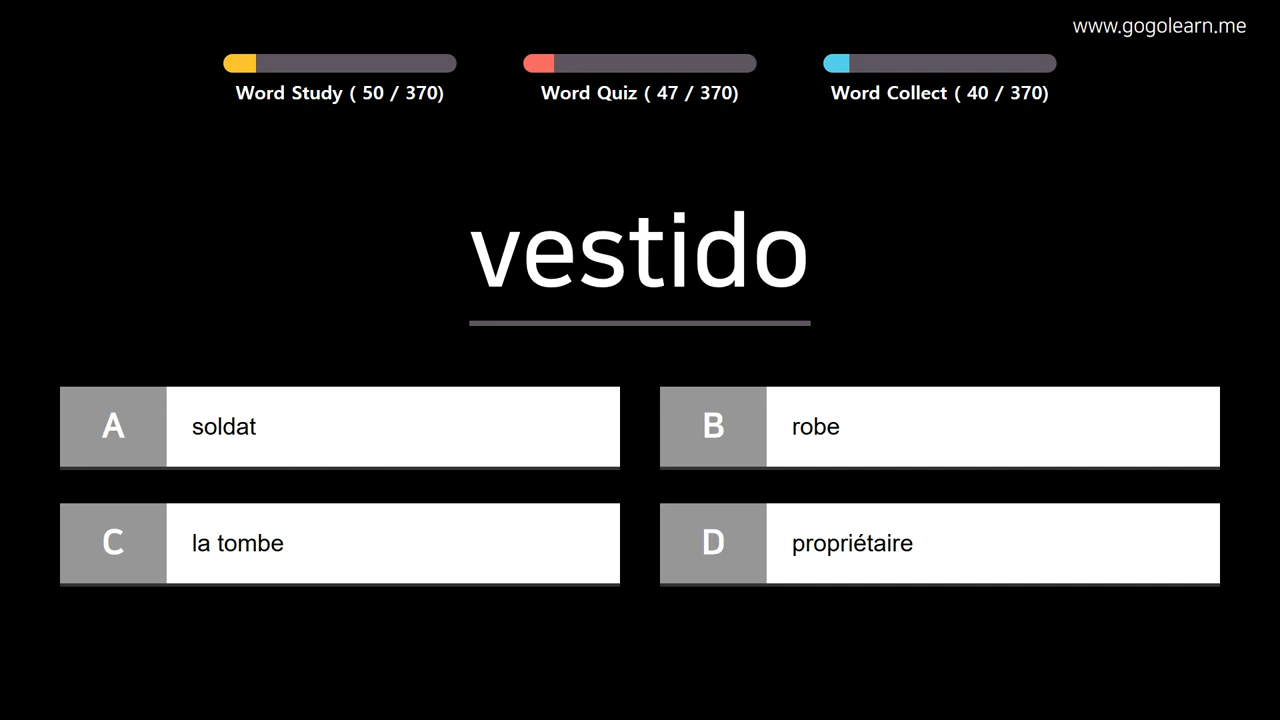 www.gogolearn.me
Word Study ( 50 / 370)
Word Quiz ( 47 / 370)
Word Collect ( 40 / 370)
vestido
A soldat
B robe
C la tombe
D propriétaire